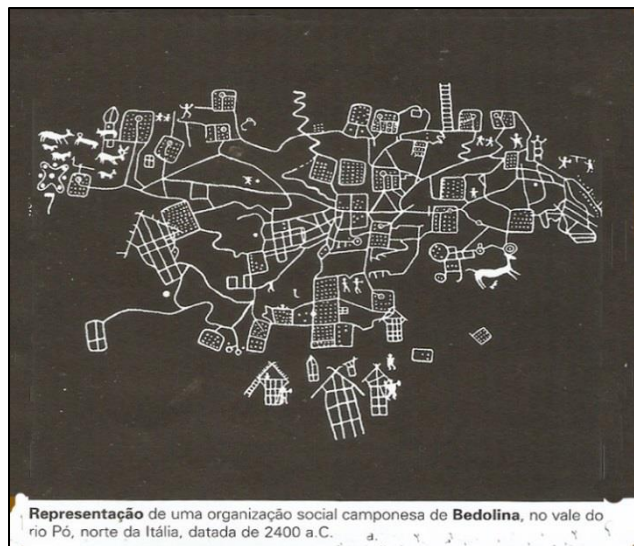 Representação de uma organização social camponesa de Bedolina, no vale do
rio Pó, norte da Itália, datada de 2400 a.C.